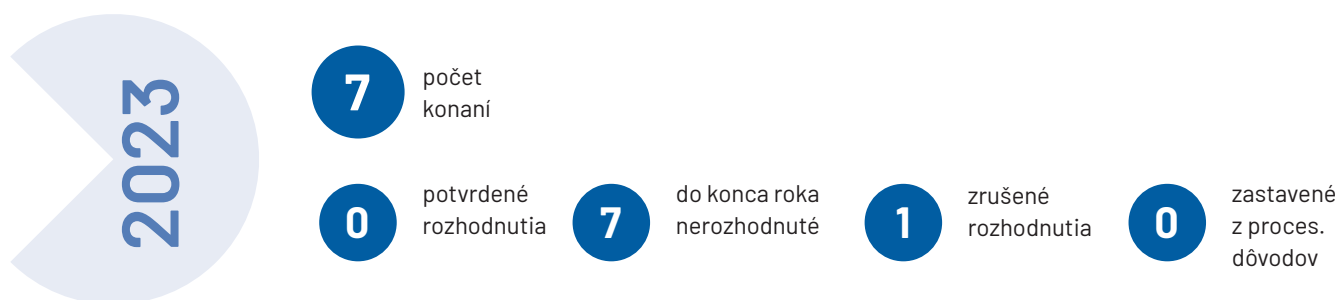 2023
7
počet
konaní
0
potvrdené
rozhodnutia
7
do konca roka
nerozhodnuté
1
zrušené
rozhodnutia
0
zastavené
z proces.
dôvodov